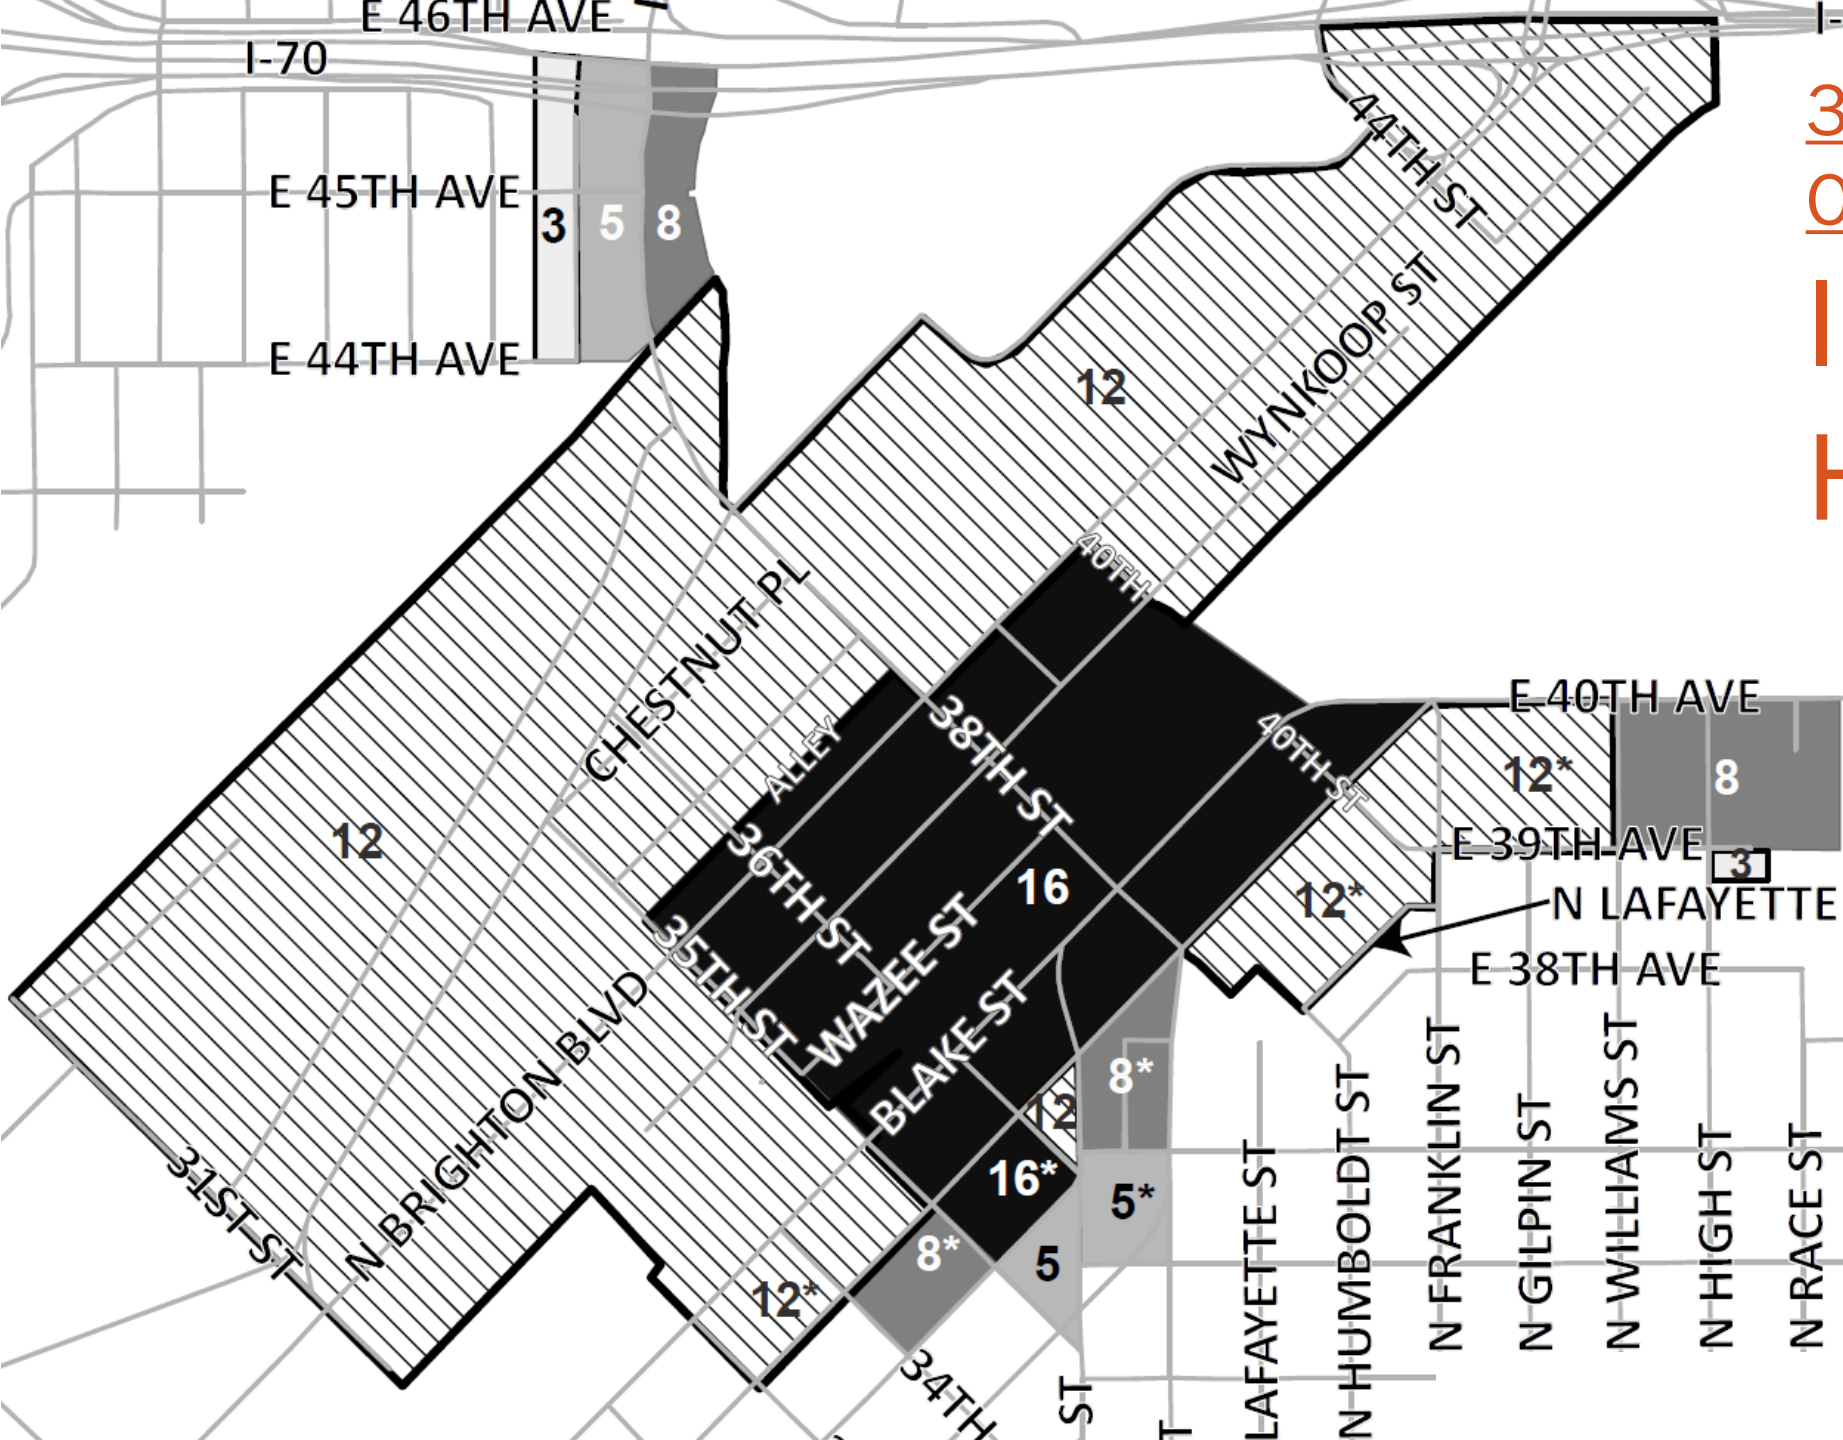 E 46TH AVE
I-70
I-
3
0
I
H
44TH ST
E 45TH AVE
3
5
8
E 44TH AVE
12
WYNKOOP ST
40TH
CHESTNUT PL
E 40TH AVE
ALLEY
38TH ST
40TH ST
12*
8
12
36TH ST
E 39TH AVE
3
16
12*
N LAFAYETTE
35TH ST
WAZEE ST
E 38TH AVE
BLAKE ST
N BRIGHTON BLVD
8*
12
16*
5*
31ST ST
8*
5
12*
34TH
ST
T
LAFAYETTE ST
N HUMBOLDT ST
N FRANKLIN ST
N GILPIN ST
N WILLIAMS ST
N HIGH ST
N RACE ST